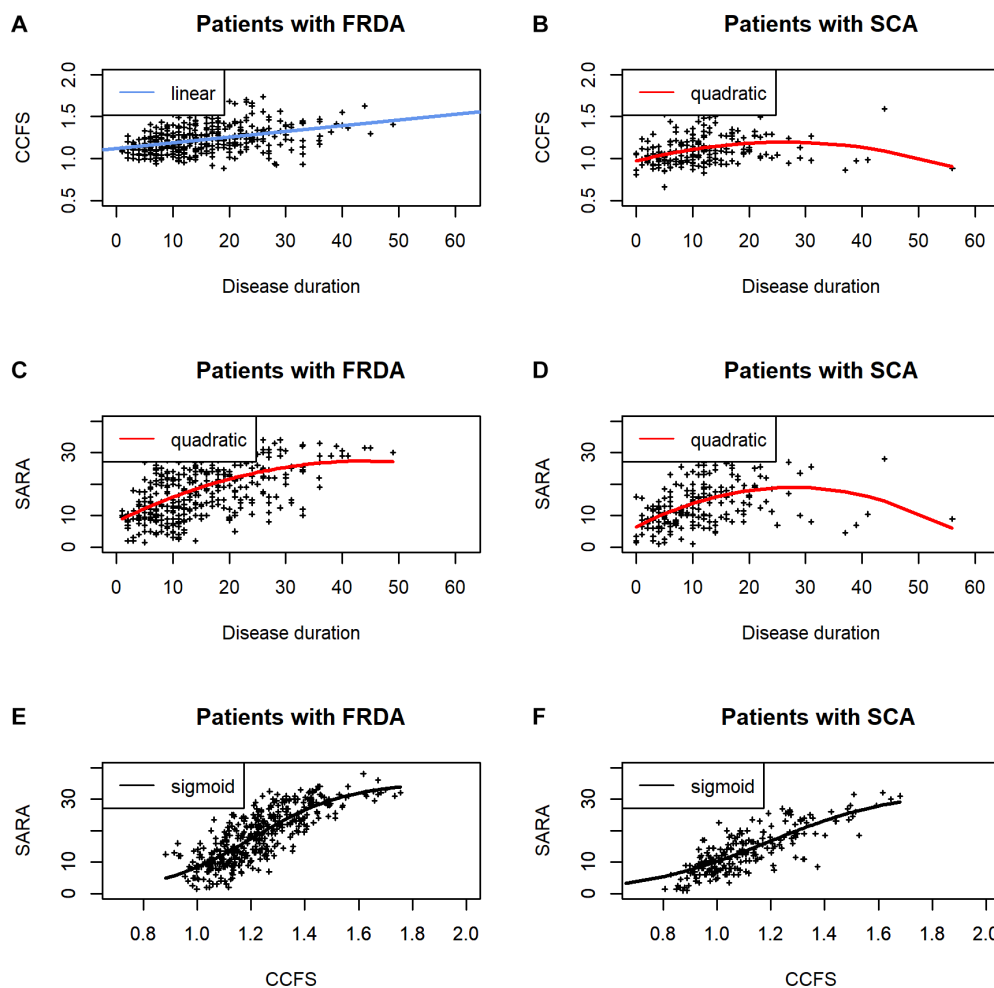 A Patients with FRDA
2.0
1.5
1.0
0.5
CCFS
linear
0 10 20 30 40 50 60
Disease duration
B Patients with SCA
2.0
1.5
1.0
0.5
CCFS
quadratic
0 10 20 30 40 50 60
Disease duration
C Patients with FRDA
30
10
0
SARA
quadratic
0 10 20 30 40 50 60
Disease duration
D Patients with SCA
30
10
0
SARA
quadratic
0 10 20 30 40 50 60
Disease duration
E Patients with FRDA
30
10
0
SARA
sigmoid
0.8 1.0 1.2 1.4 1.6 1.8 2.0
CCFS
F Patients with SCA
30
10
0
SARA
sigmoid
0.8 1.0 1.2 1.4 1.6 1.8
CCFS